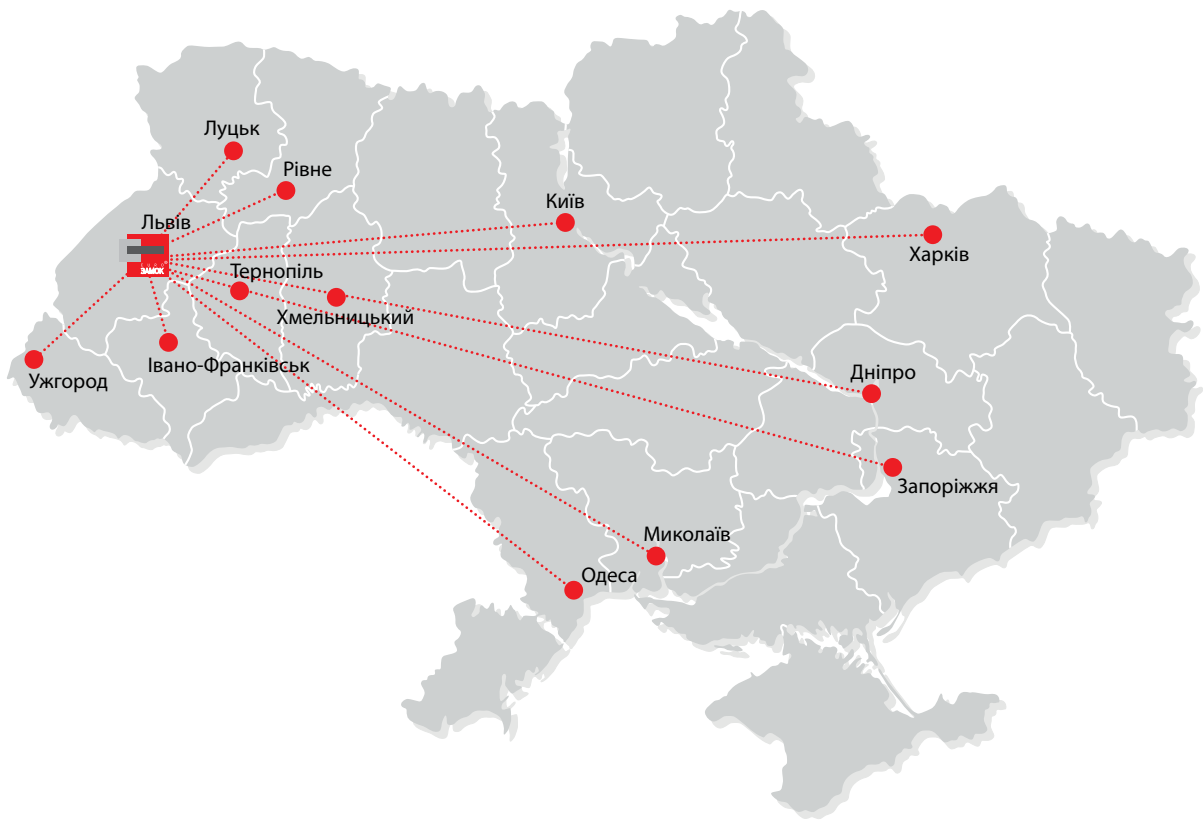 Луцьк
Рівне
Львів
ЗАМОК
Київ
Харків
Тернопіль
Хмельницький
Івано-Франківськ
Ужгород
Дніпро
Запоріжжя
Миколаїв
Одеса